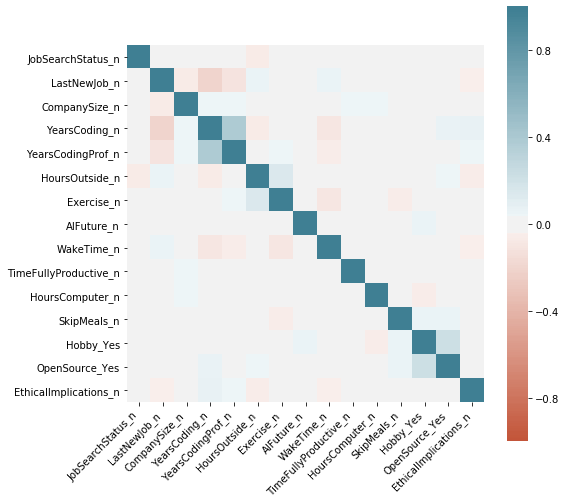 JobSearchStatus_n
LastNewJob_n
CompanySize_n
YearsCoding_n
YearsCodingProf_n
HoursOutside_n
Exercise_n
AIFuture_n
WakeTime_n
TimeFullyProductive_n
HoursComputer_n
SkipMeals_n
Hobby_Yes
OpenSource_Yes
EthicalImplications_n
JobSearchStatus_n
LastNewJob_n
CompanySize_n
YearsCoding_n
YearsCodingProf_n
HoursOutside_n
Exercise_n
AIFuture_n
WakeTime_n
TimeFullyProductive_n
HoursComputer_n
SkipMeals_n
Hobby_Yes
OpenSource_Yes
EthicalImplications_n
0.8
0.4
0.0
−0.4
−0.8